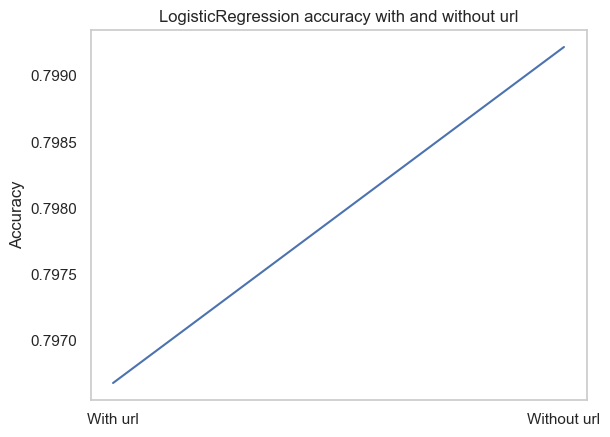 LogisticRegression accuracy with and without url
0.7990
0.7985
0.7980
0.7975
0.7970
Accuracy
With url
Without url